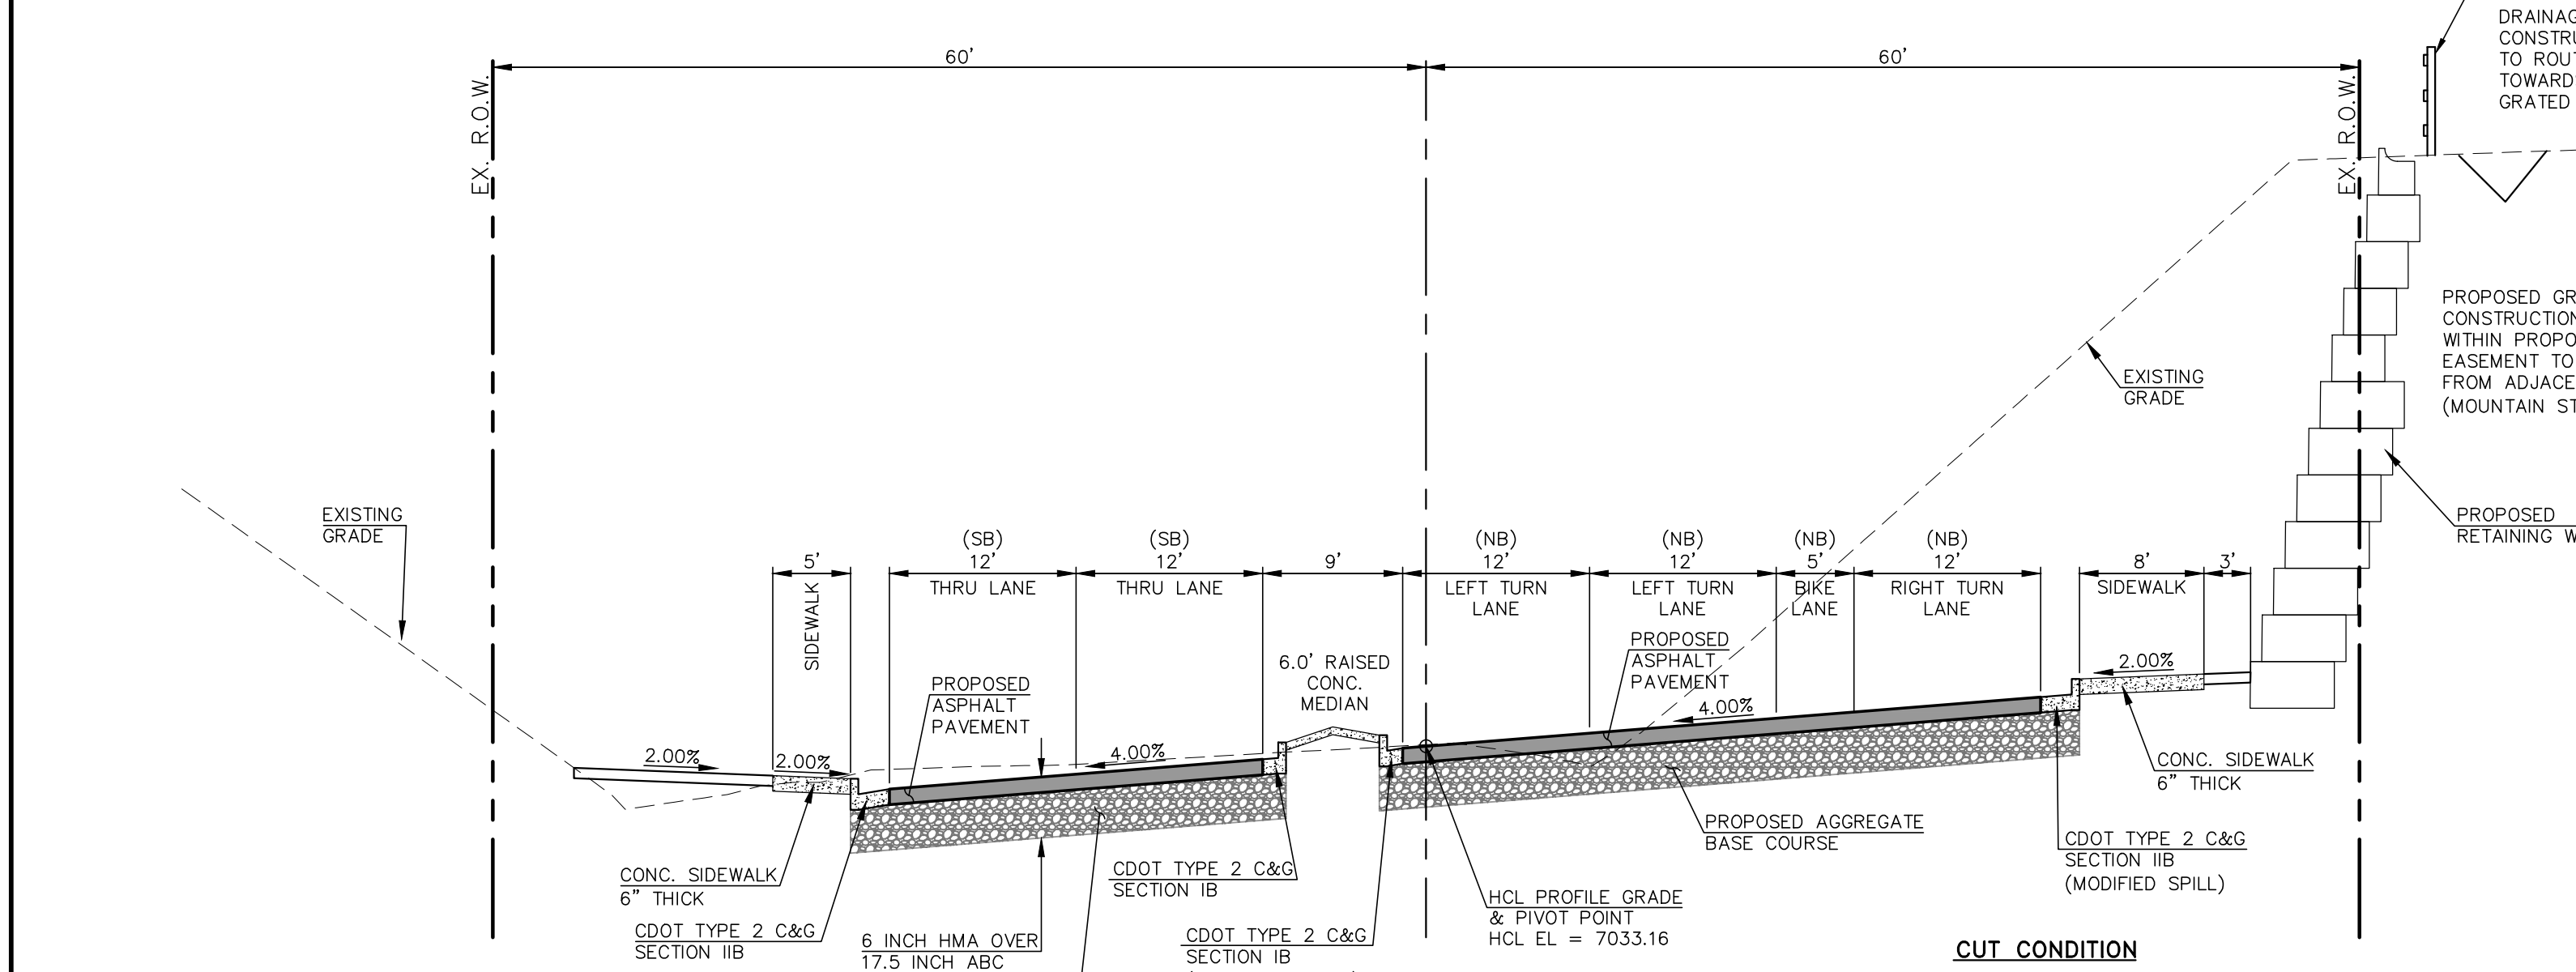 60'
60'
EX. R.O.W.
EX. R.O.W.
CONSTRU
TO ROU
TOWARD
GRATED
PROPOSED GR
CONSTRUCTION
WITHIN PROPO
EASEMENT TO
FROM ADJACE
(MOUNTAIN ST
EXISTING
GRADE
EXISTING
GRADE
PROPOSED
RETAINING W
5'
SIDEWALK
(SB)
12'
THRU LANE
(SB)
12'
THRU LANE
9'
(NB)
12'
LEFT TURN
LANE
(NB)
12'
LEFT TURN
LANE
(NB)
5'
BIKE
LANE
(NB)
12'
RIGHT TURN
LANE
8'
SIDEWALK
3'
6.0' RAISED
CONC.
MEDIAN
PROPOSED
ASPHALT
PAVEMENT
PROPOSED
ASPHALT
PAVEMENT
2.00%
2.00%
4.00%
4.00%
2.00%
CONC. SIDEWALK
6" THICK
CDOT TYPE 2 C&G
SECTION IIB
6 INCH HMA OVER
17.5 INCH ABC
CDOT TYPE 2 C&G
SECTION IB
CDOT TYPE 2 C&G
SECTION IB
HCL PROFILE GRADE
& PIVOT POINT
HCL EL = 7033.16
PROPOSED AGGREGATE
BASE COURSE
CONC. SIDEWALK
6" THICK
CDOT TYPE 2 C&G
SECTION IIB
(MODIFIED SPILL)
CUT CONDITION